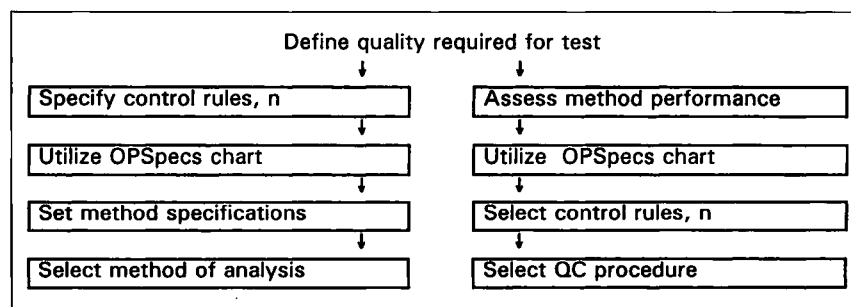 Define quality required for test
Specify control rules, n
Assess method performance
Utilize OPSpecs chart
Utilize OPSpecs chart
Set method specifications
Select control rules, n
Select method of analysis
Select QC procedure